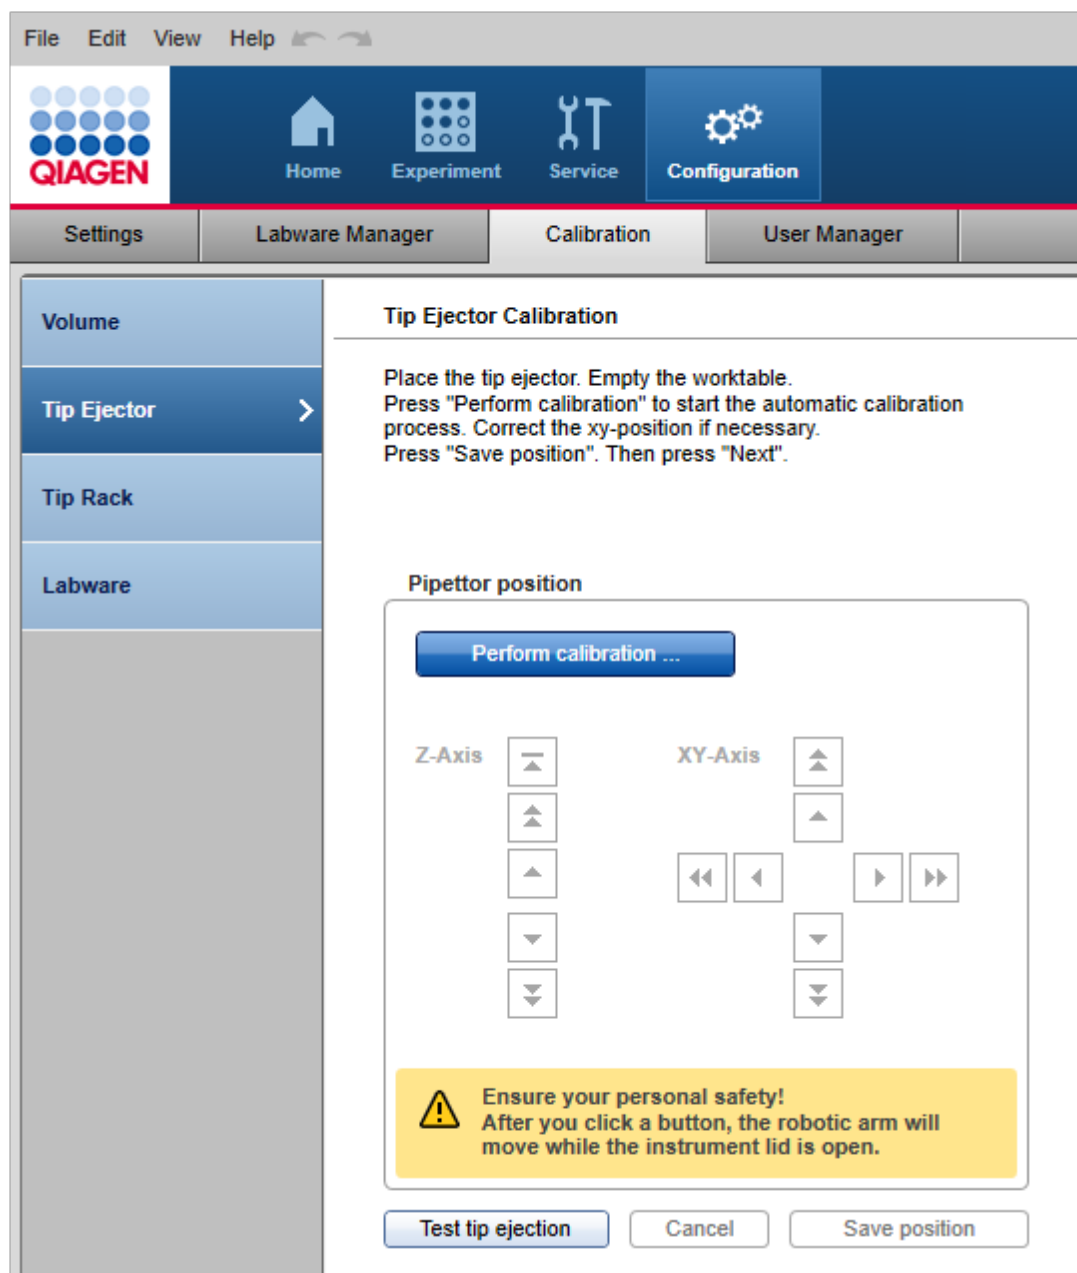 File Edit View Help
QIAGEN
Home Experiment Service Configuration
Settings Labware Manager Calibration User Manager
Volume
Tip Ejector
Tip Rack
Labware
Tip Ejector Calibration
Place the tip ejector. Empty the worktable.
Press "Perform calibration" to start the automatic calibration
process. Correct the xy-position if necessary.
Press "Save position". Then press "Next".
Pipettor position
Perform calibration ...
Z-Axis XY-Axis
Ensure your personal safety!
After you click a button, the robotic arm will
move while the instrument lid is open.
Test tip ejection Cancel Save position